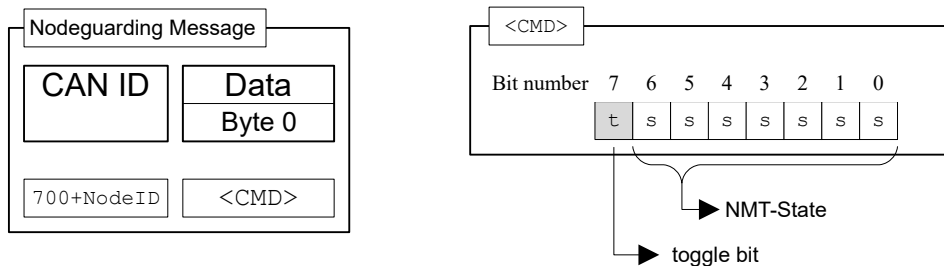 Nodeguarding Message
CAN ID
Data
Byte 0
700+NodeID
<CMD>
<CMD>
Bit number 7 6 5 4 3 2 1 0
t s s s s s s s
NMT-State
toggle bit